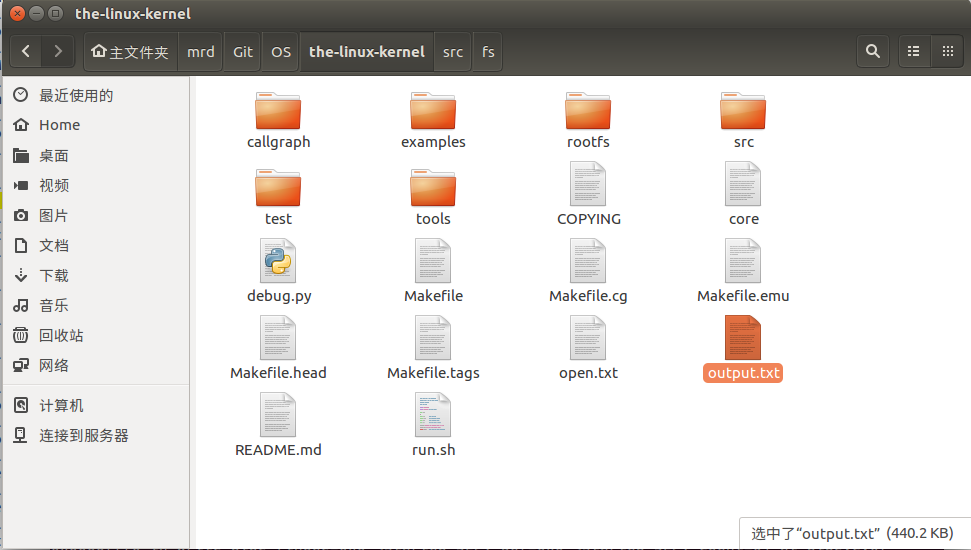 the-linux-kernel
主文件夹 mrd Git OS the-linux-kernel src fs
最近使用的
Home
桌面
视频
图片
文档
下载
音乐
回收站
网络
计算机
连接到服务器
callgraph examples rootfs src
test tools COPYING core
debug.py Makefile Makefile.cg Makefile.emu
Makefile.head Makefile.tags open.txt output.txt
README.md run.sh
选中了“output.txt” (440.2 KB)